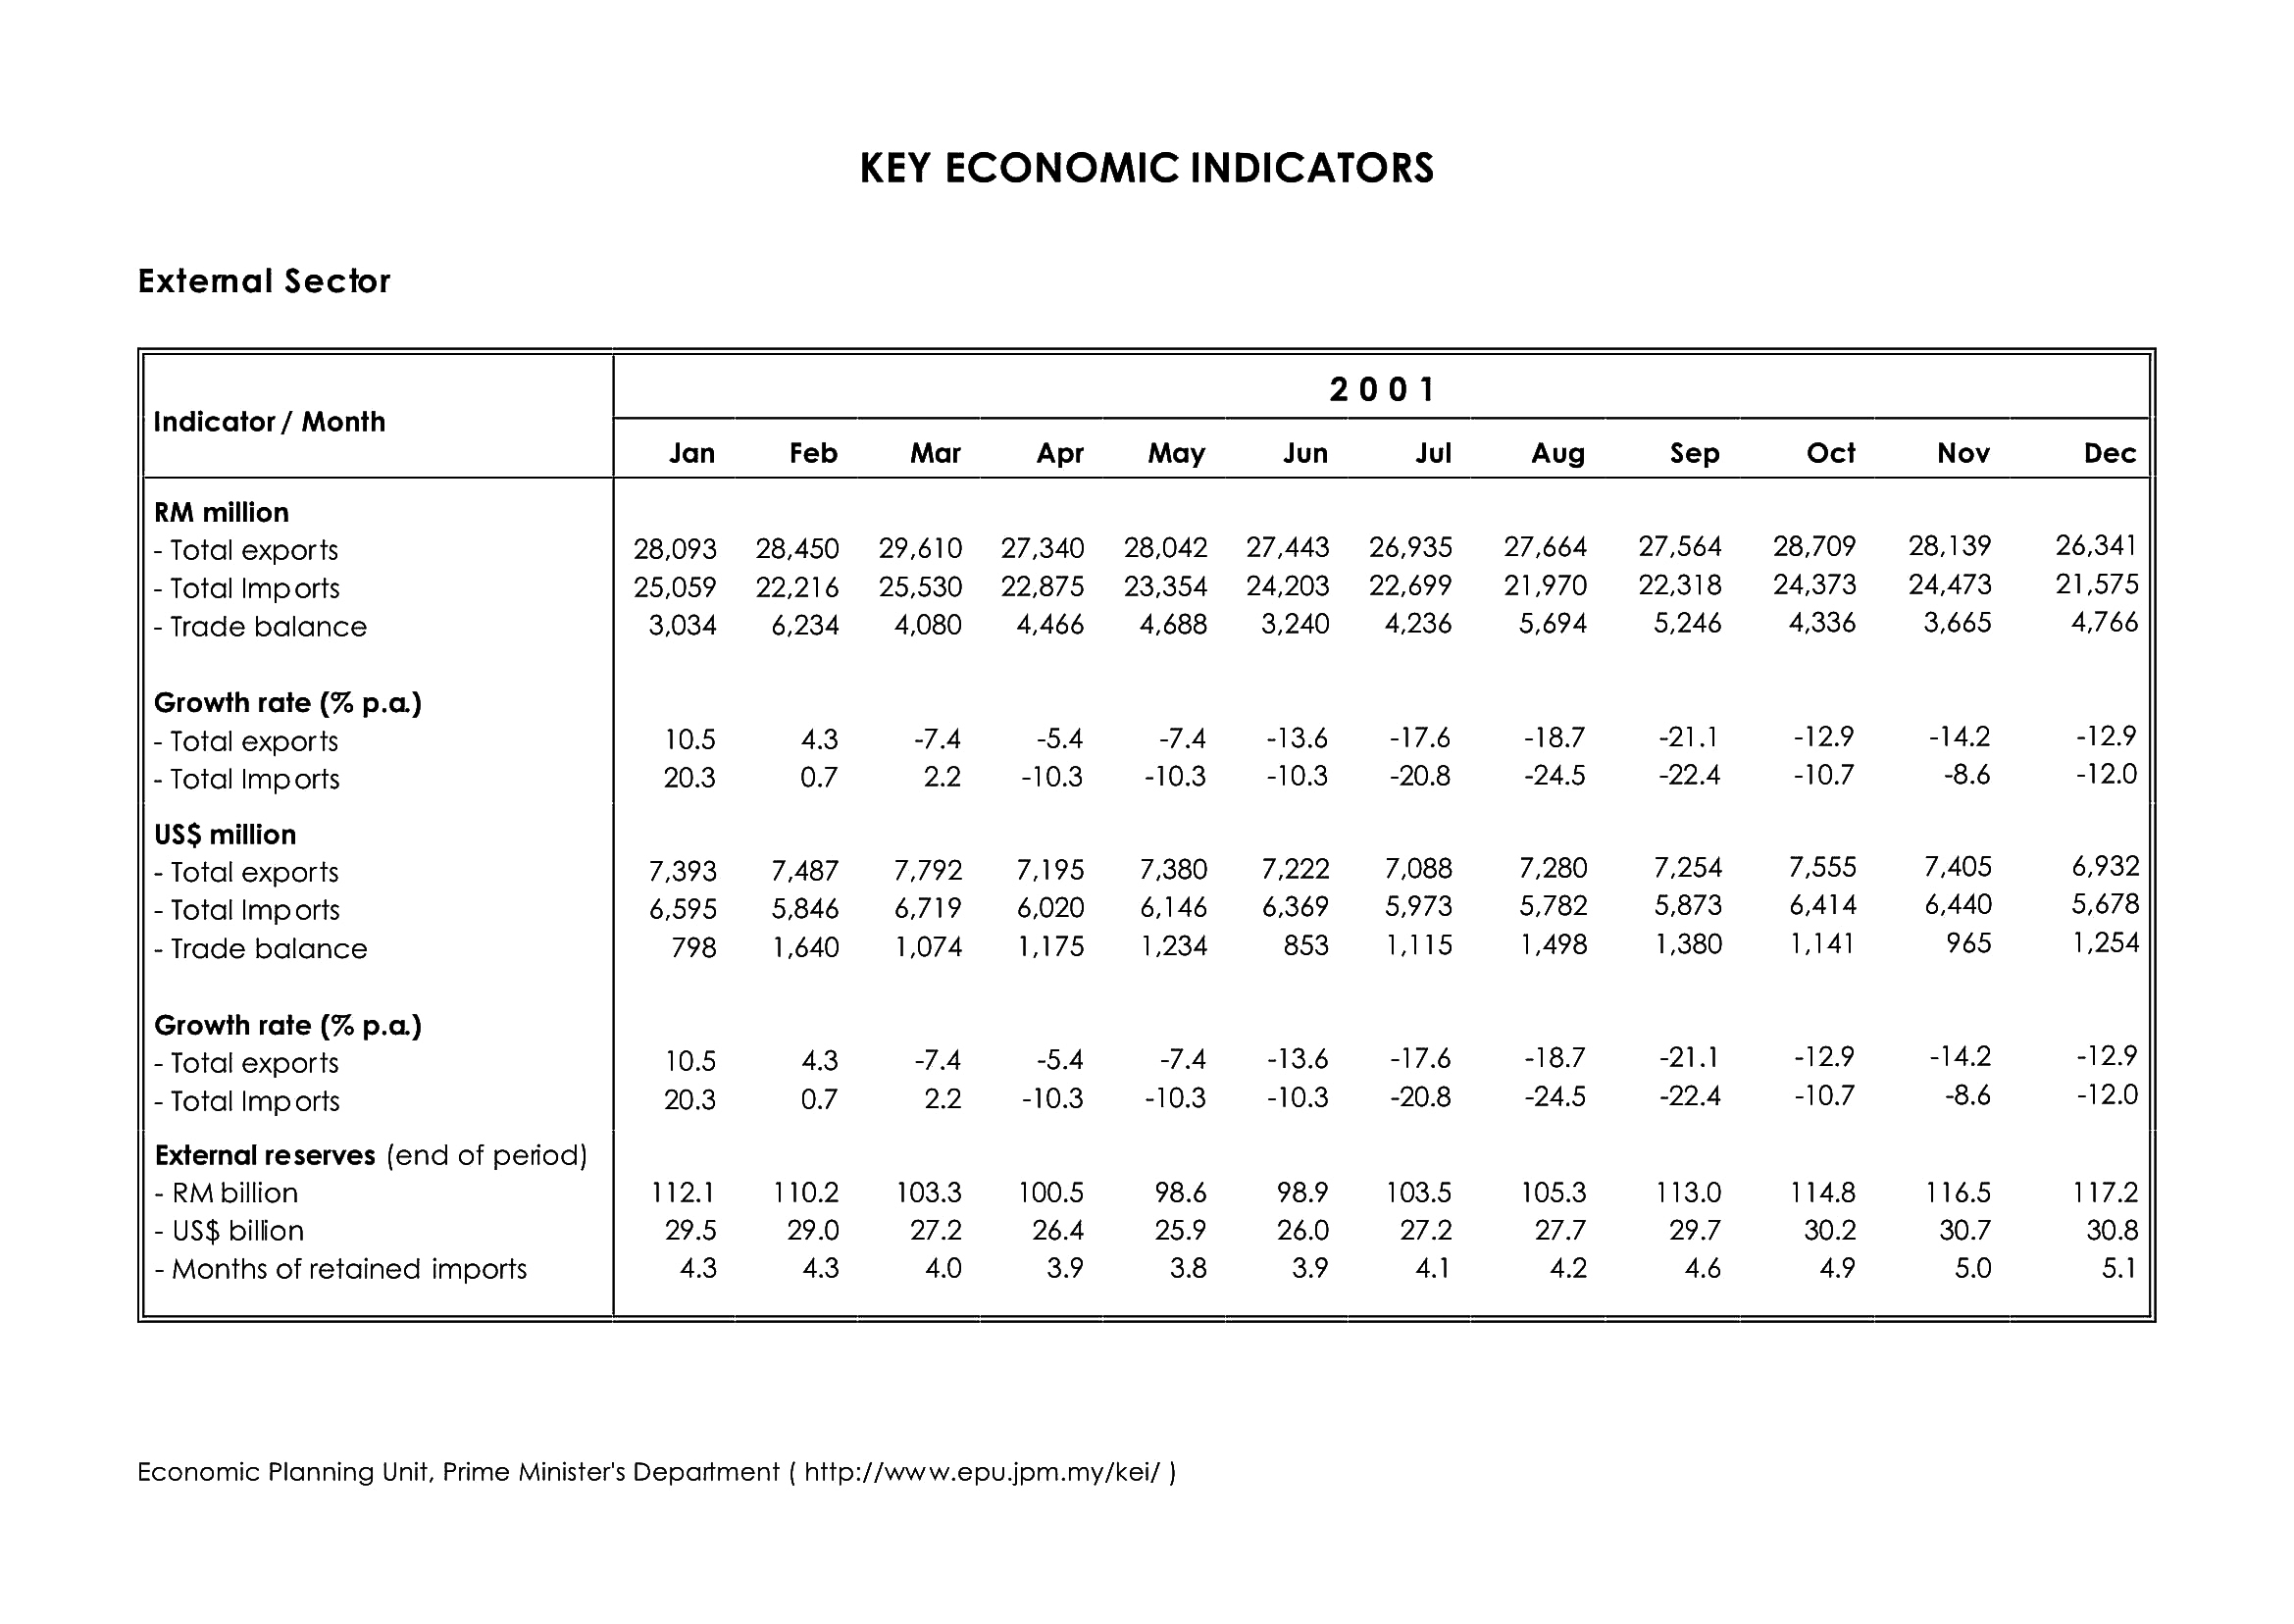 KEY ECONOMIC INDICATORS
External Sector
2 0 0 1
Indicator / Month
Jan Feb Mar Apr May Jun Jul Aug Sep Oct Nov Dec
RM million
- Total exports 28,093 28,450 29,610 27,340 28,042 27,443 26,935 27,664 27,564 28,709 28,139 26,341
- Total Imports 25,059 22,216 25,530 22,875 23,354 24,203 22,699 21,970 22,318 24,373 24,473 21,575
- Trade balance 3,034 6,234 4,080 4,466 4,688 3,240 4,236 5,694 5,246 4,336 3,665 4,766
Growth rate (% p.a.)
- Total exports 10.5 4.3 -7.4 -5.4 -7.4 -13.6 -17.6 -18.7 -21.1 -12.9 -14.2 -12.9
- Total Imports 20.3 0.7 2.2 -10.3 -10.3 -10.3 -20.8 -24.5 -22.4 -10.7 -8.6 -12.0
US$ million
- Total exports 7,393 7,487 7,792 7,195 7,380 7,222 7,088 7,280 7,254 7,555 7,405 6,932
- Total Imports 6,595 5,846 6,719 6,020 6,146 6,369 5,973 5,782 5,873 6,414 6,440 5,678
- Trade balance 798 1,640 1,074 1,175 1,234 853 1,115 1,498 1,380 1,141 965 1,254
Growth rate (% p.a.)
- Total exports 10.5 4.3 -7.4 -5.4 -7.4 -13.6 -17.6 -18.7 -21.1 -12.9 -14.2 -12.9
- Total Imports 20.3 0.7 2.2 -10.3 -10.3 -10.3 -20.8 -24.5 -22.4 -10.7 -8.6 -12.0
External reserves (end of period)
- RM billion 112.1 110.2 103.3 100.5 98.6 98.9 103.5 105.3 113.0 114.8 116.5 117.2
- US$ billion 29.5 29.0 27.2 26.4 25.9 26.0 27.2 27.7 29.7 30.2 30.7 30.8
- Months of retained imports 4.3 4.3 4.0 3.9 3.8 3.9 4.1 4.2 4.6 4.9 5.0 5.1
Economic Planning Unit, Prime Minister's Department ( http://www.epu.jpm.my/kei/ )